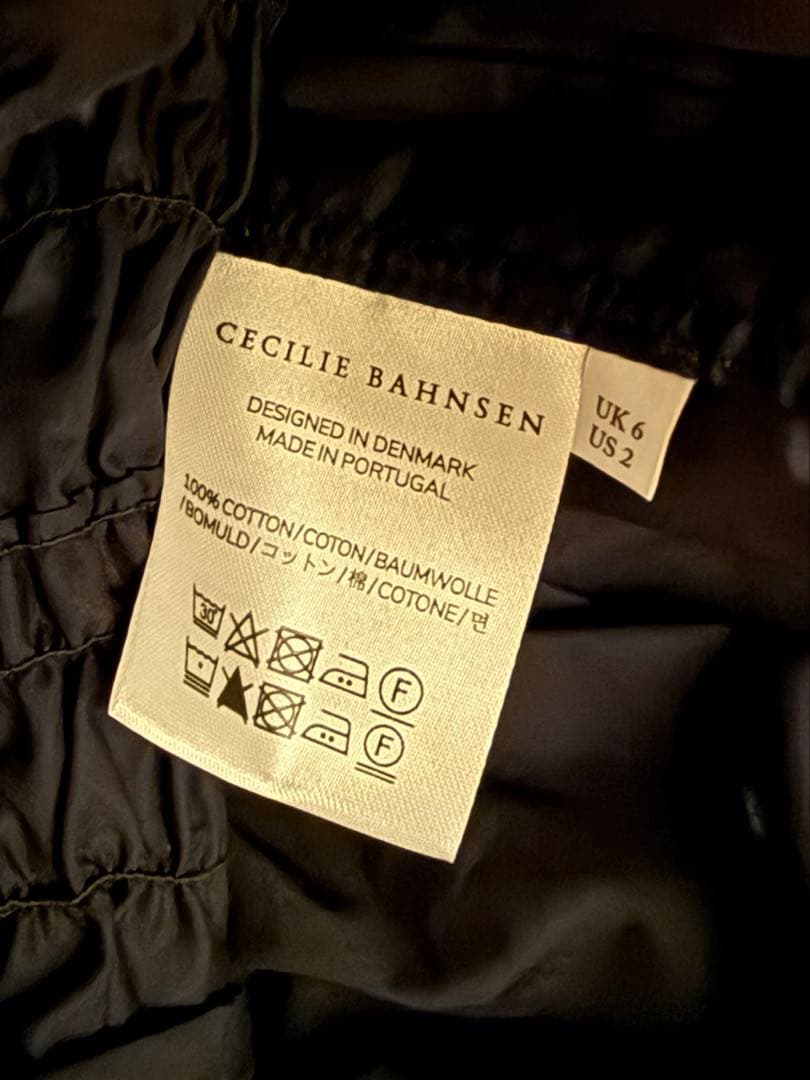 CECILIE BAHNSEN
DESIGNED IN DENMARK
MADE IN PORTUGAL
100% COTTON/COTON/BAUMWOLLE
/BOMULD/コットン/棉/COTONE/면
30
F
F
UK 6
US 2